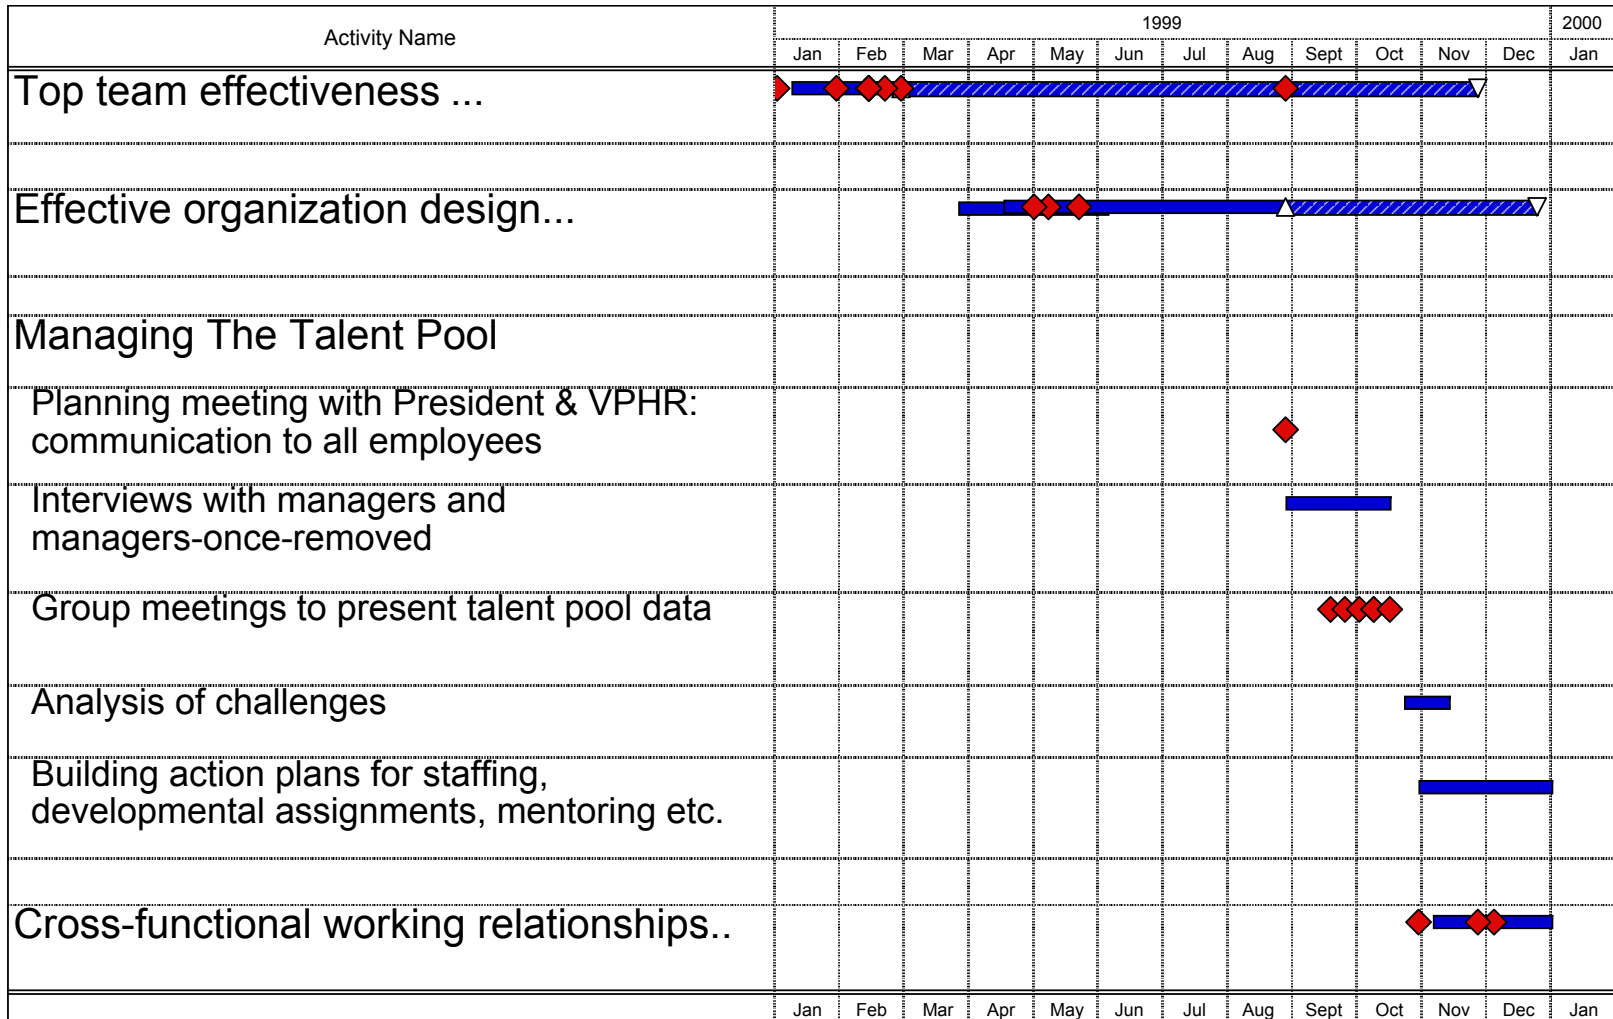 1999 2000
Activity Name
Jan Feb Mar Apr May Jun Jul Aug Sept Oct Nov Dec Jan
Top team effectiveness ...
Effective organization design...
Managing The Talent Pool
Planning meeting with President & VPHR:
communication to all employees
Interviews with managers and
managers-once-removed
Group meetings to present talent pool data
Analysis of challenges
Building action plans for staffing,
developmental assignments, mentoring etc.
Cross-functional working relationships..
Jan Feb Mar Apr May Jun Jul Aug Sept Oct Nov Dec Jan